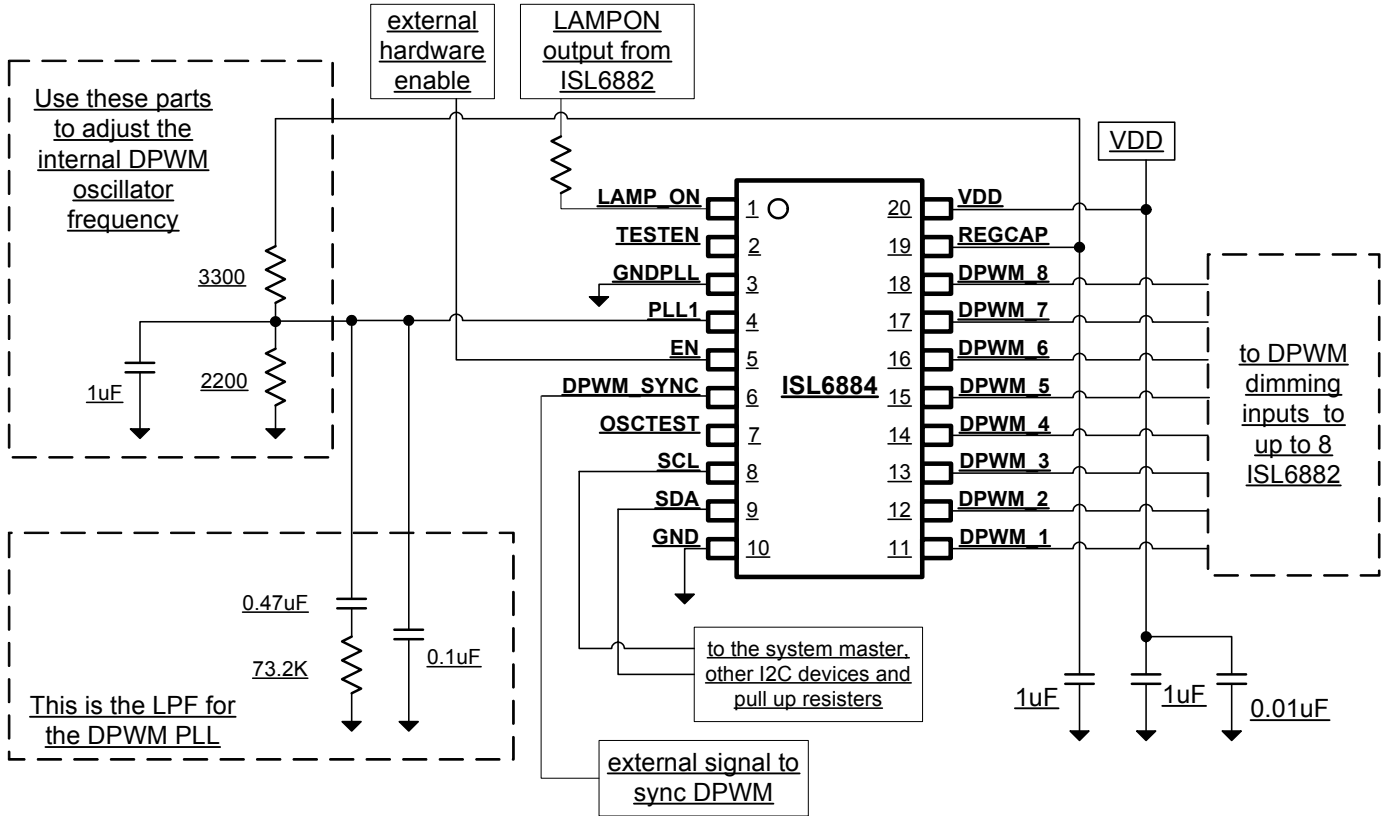 external
hardware
enable
LAMPON
output from
ISL6882
Use these parts
to adjust the
internal DPWM
oscillator
frequency
VDD
LAMP_ON
1
20
VDD
TESTEN
2
19
REGCAP
GNDPLL
3
18
DPWM_8
3300
PLL1
4
17
DPWM_7
EN
5
16
DPWM_6
1uF
2200
DPWM_SYNC
6
ISL6884
15
DPWM_5
OSCTEST
7
14
DPWM_4
SCL
8
13
DPWM_3
SDA
9
12
DPWM_2
GND
10
11
DPWM_1
to DPWM
dimming
inputs to
up to 8
ISL6882
0.47uF
73.2K
0.1uF
This is the LPF for
the DPWM PLL
to the system master,
other I2C devices and
pull up resisters
1uF
1uF
0.01uF
external signal to
sync DPWM